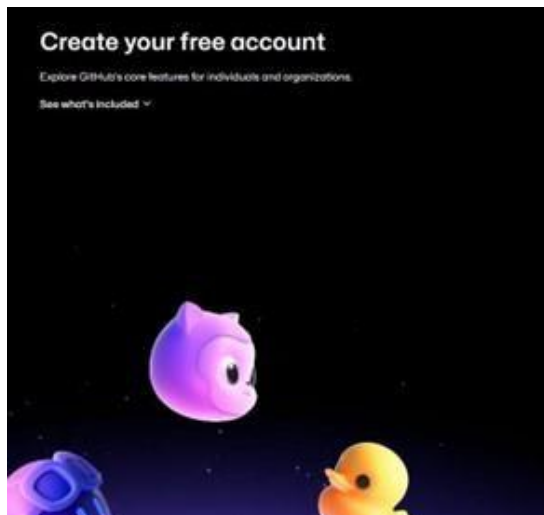 Create your free account
Explore GitHub's core features for individuals and organizations.
See what's included